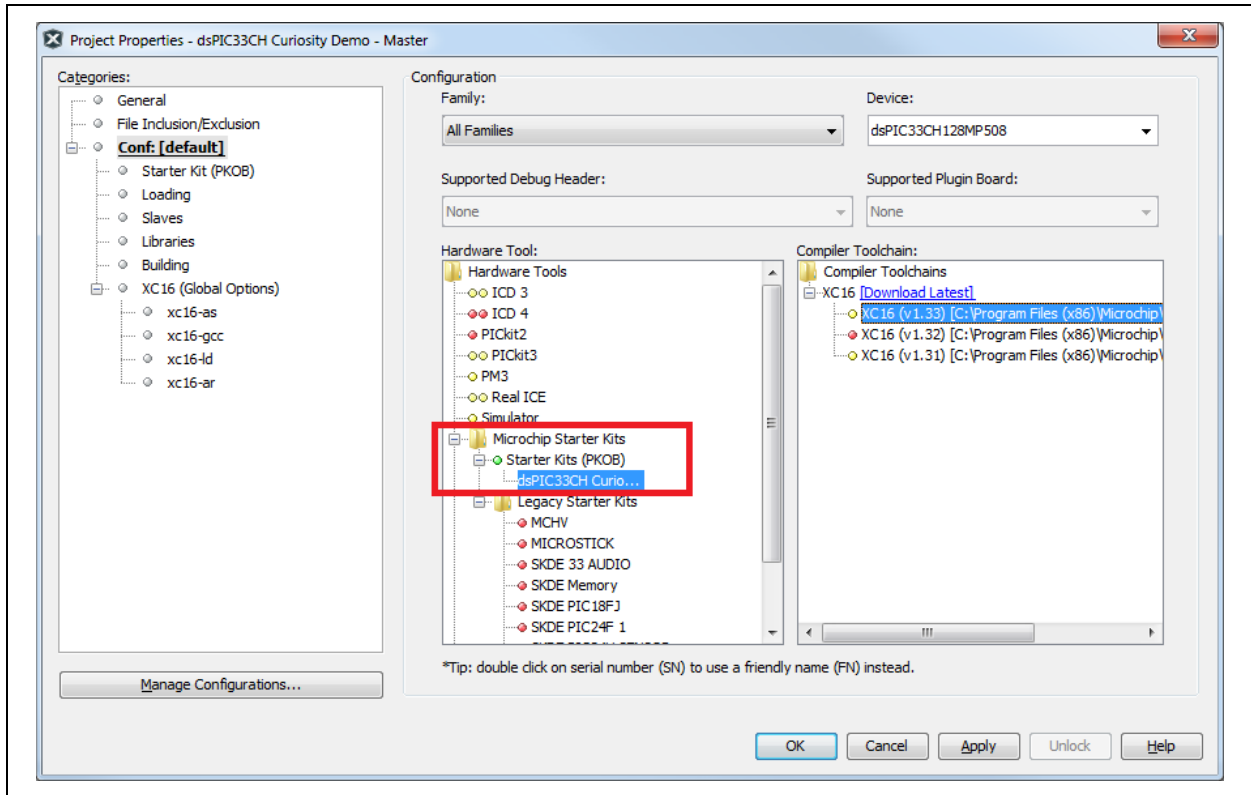 Project Properties - dsPIC33CH Curiosity Demo - Master
X
Categories:
General
File Inclusion/Exclusion
Conf: [default]
Starter Kit (PKOB)
Loading
Slaves
Libraries
Building
XC16 (Global Options)
xc16-as
xc16-gcc
xc16-ld
xc16-ar
Manage Configurations...
Configuration
Family:
All Families
Device:
dsPIC33CH128MP508
Supported Debug Header:
None
Supported Plugin Board:
None
Hardware Tool:
Hardware Tools
ICD 3
ICD 4
PICkit2
PICkit3
PM3
Real ICE
Simulator
Microchip Starter Kits
Starter Kits (PKOB)
dsPIC33CH Curio...
Legacy Starter Kits
MCHV
MICROSTICK
SKDE 33 AUDIO
SKDE Memory
SKDE PIC18FJ
SKDE PIC24F 1
Compiler Toolchain:
Compiler Toolchains
XC16 [Download Latest]
XC16 (v1.33) [C:\Program Files (x86)\Microchip\
XC16 (v1.32) [C:\Program Files (x86)\Microchip\
XC16 (v1.31) [C:\Program Files (x86)\Microchip\
*Tip: double click on serial number (SN) to use a friendly name (FN) instead.
OK
Cancel
Apply
Unlock
Help